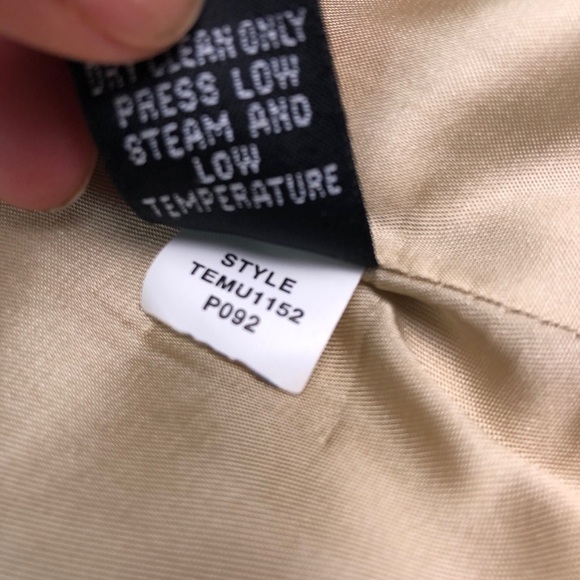 DRY CLEAN ONLY
PRESS LOW
STEAM AND
LOW
TEMPERATURE
STYLE
TEMU1152
P092